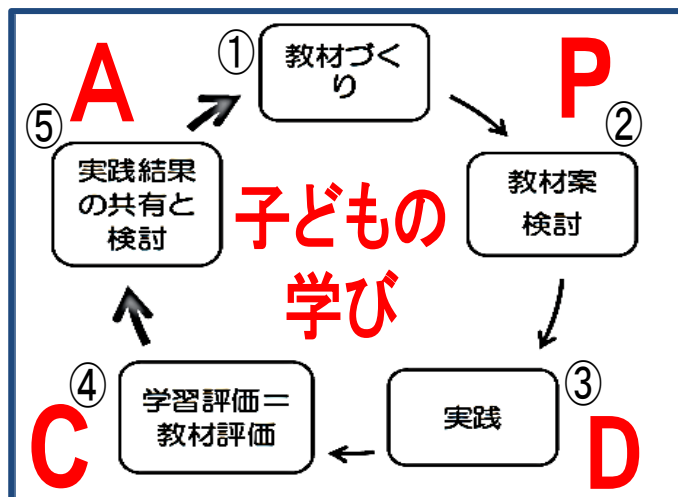 ①
教材づく
り
A
P
②
教材案
検討
⑤
実践結果
の共有と
検討
子どもの
学び
③
実践
D
④
学習評価＝
教材評価
C